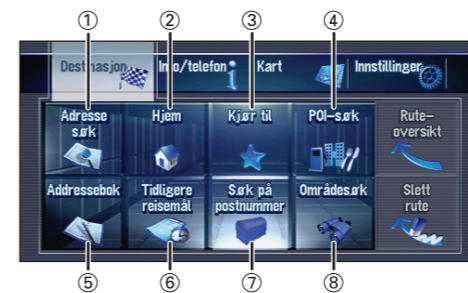 ① ② ③ ④
Destinasjon Info/telefon Kart Innstillinger
Adresse
søk
Hjem
Kjør til
POI-søk
Rute-
oversikt
Addressebok
Tidligere
reisemål
Søk på
postnummer
Områdesøk
Slett
rute
⑤ ⑥ ⑦ ⑧